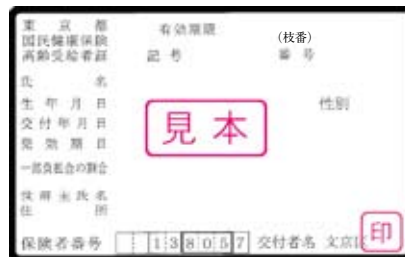 東京都 有効期限
国民健康保険 (枝番)
高齢受給者証 記号 番号
氏名
生年月日 性別
交付年月日
発効期日
一部負担金の割合
見本
世帯主氏名
住所
保険者番号 138057 交付者名 文京区
印